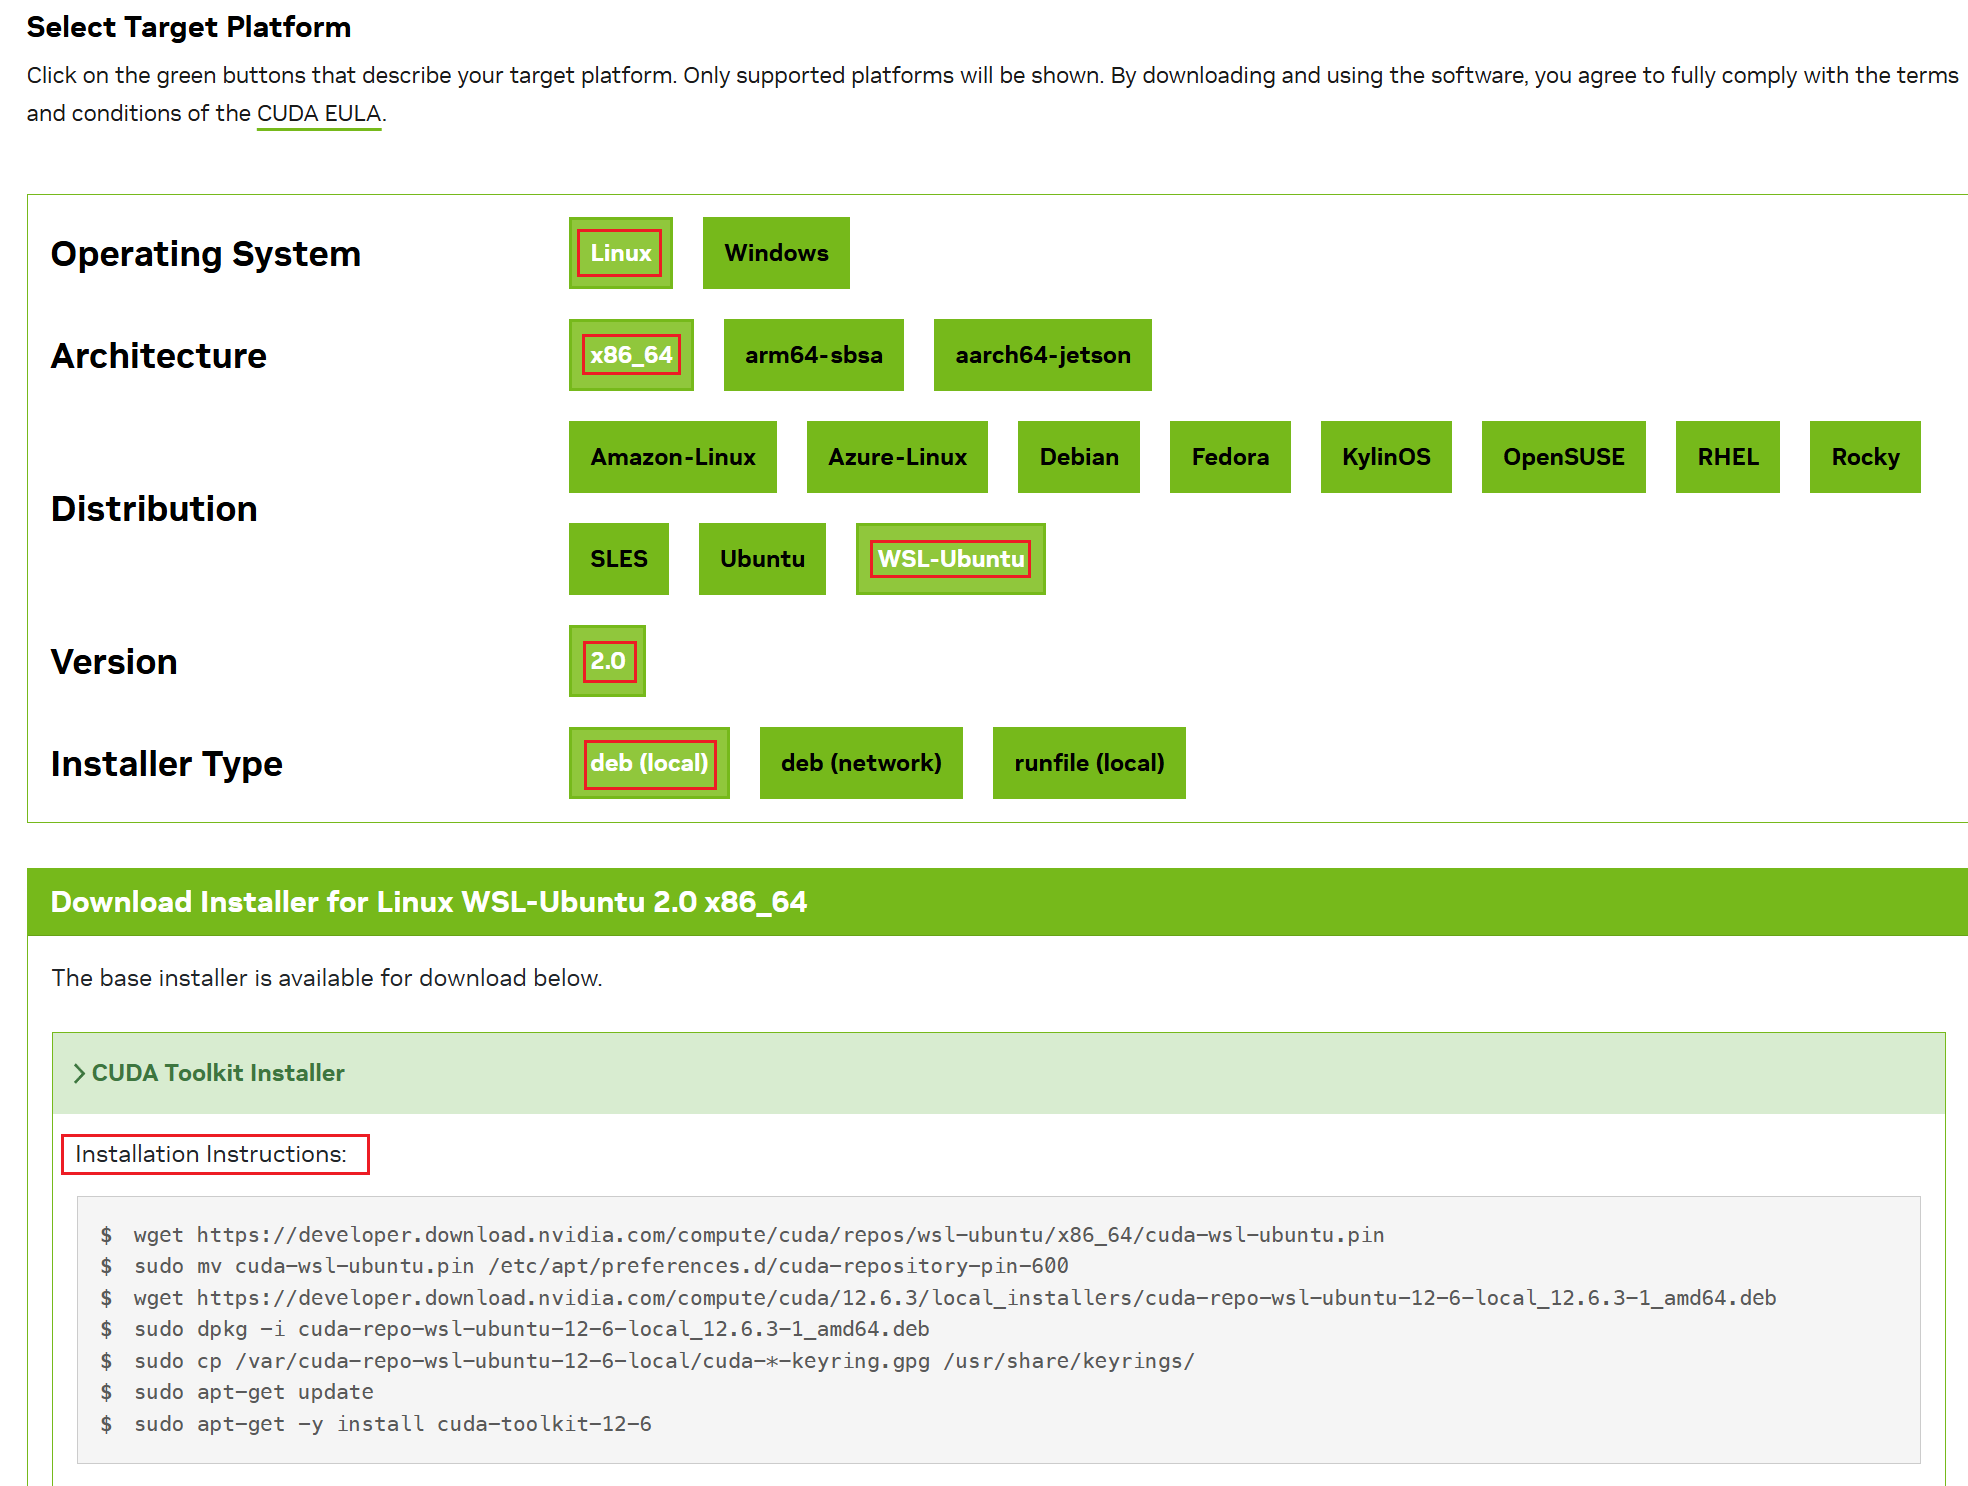 Select Target Platform
Click on the green buttons that describe your target platform. Only supported platforms will be shown. By downloading and using the software, you agree to fully comply with the terms
and conditions of the CUDA EULA.
Operating System
Linux Windows
Architecture
x86_64 arm64-sbsa aarch64-jetson
Distribution
Amazon-Linux Azure-Linux Debian Fedora KylinOS OpenSUSE RHEL Rocky
SLES Ubuntu WSL-Ubuntu
Version
2.0
Installer Type
deb (local) deb (network) runfile (local)
Download Installer for Linux WSL-Ubuntu 2.0 x86_64
The base installer is available for download below.
CUDA Toolkit Installer
Installation Instructions:
$ wget https://developer.download.nvidia.com/compute/cuda/repos/wsl-ubuntu/x86_64/cuda-wsl-ubuntu.pin
$ sudo mv cuda-wsl-ubuntu.pin /etc/apt/preferences.d/cuda-repository-pin-600
$ wget https://developer.download.nvidia.com/compute/cuda/12.6.3/local_installers/cuda-repo-wsl-ubuntu-12-6-local_12.6.3-1_amd64.deb
$ sudo dpkg -i cuda-repo-wsl-ubuntu-12-6-local_12.6.3-1_amd64.deb
$ sudo cp /var/cuda-repo-wsl-ubuntu-12-6-local/cuda-*-keyring.gpg /usr/share/keyrings/
$ sudo apt-get update
$ sudo apt-get -y install cuda-toolkit-12-6